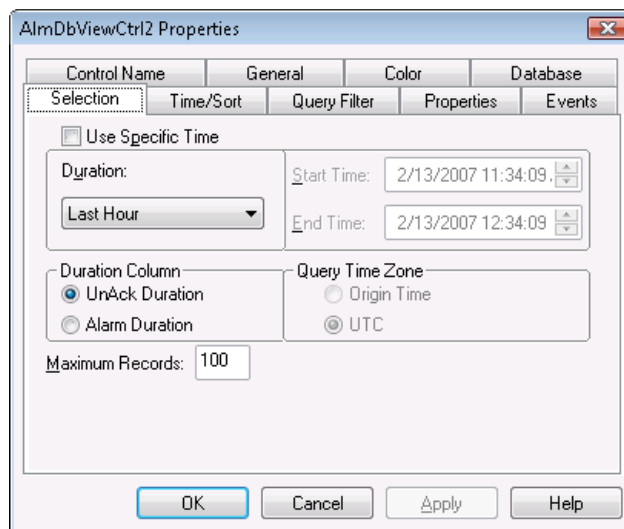 AlmDbViewCtrl2 Properties
Control Name General Color Database
Selection Time/Sort Query Filter Properties Events
Use Specific Time
Duration: Start Time: 2/13/2007 11:34:09.
Last Hour End Time: 2/13/2007 12:34:09
Duration Column Query Time Zone
UnAck Duration Origin Time
Alarm Duration UTC
Maximum Records: 100
OK Cancel Apply Help